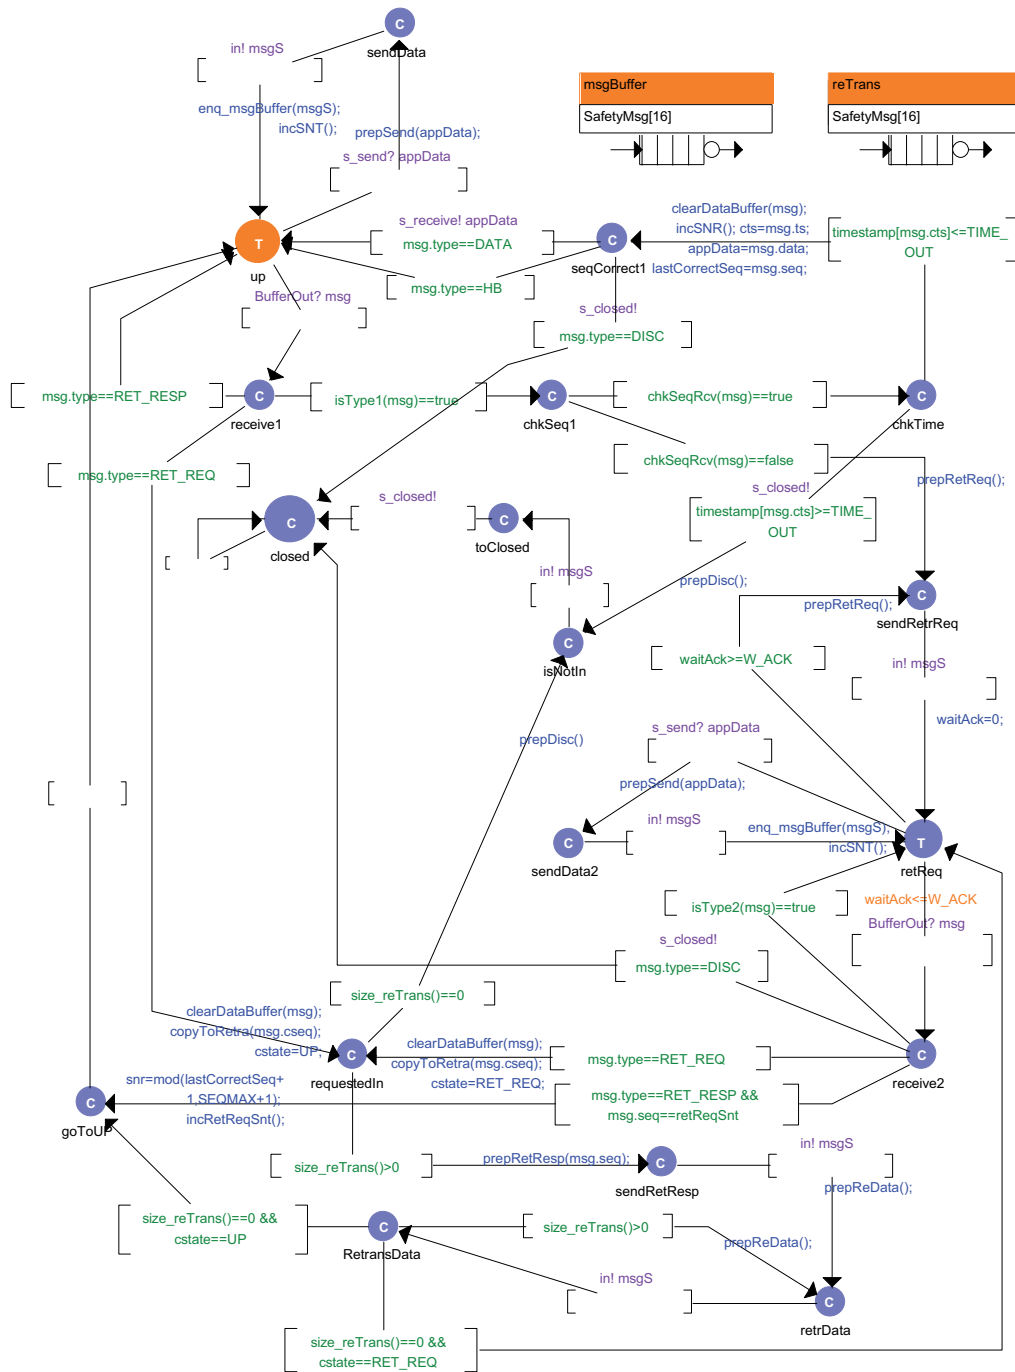 C
sendData
in! msgS
enq_msgBuffer(msgS);
incSNT();
prepSend(appData);
s_send? appData
msgBuffer
SafetyMsg[16]
reTrans
SafetyMsg[16]
T
up
s_receive! appData
msg.type==DATA
C
seqCorrect1
clearDataBuffer(msg);
incSNR(); cts=msg.ts;
appData=msg.data;
lastCorrectSeq=msg.seq;
timestamp[msg.cts]<=TIME_
OUT
msg.type==HB
BufferOut? msg
s_closed!
msg.type==DISC
msg.type==RET_RESP
C
receive1
isType1(msg)==true
C
chkSeq1
chkSeqRcv(msg)==true
C
chkTime
msg.type==RET_REQ
chkSeqRcv(msg)==false
prepRetReq();
s_closed!
C
closed
s_closed!
C
toClosed
timestamp[msg.cts]>=TIME_
OUT
in! msgS
prepDisc();
prepRetReq();
C
sendRetrReq
C
isNotIn
waitAck>=W_ACK
in! msgS
waitAck=0;
prepDisc()
s_send? appData
prepSend(appData);
C
sendData2
in! msgS
enq_msgBuffer(msgS);
incSNT();
T
retReq
isType2(msg)==true
waitAck<=W_ACK
BufferOut? msg
s_closed!
msg.type==DISC
size_reTrans()==0
clearDataBuffer(msg);
copyToRetra(msg.cseq);
cstate=UP;
C
requestedIn
clearDataBuffer(msg);
copyToRetra(msg.cseq);
cstate=RET_REQ;
msg.type==RET_REQ
C
receive2
snr=mod(lastCorrectSeq+
1,SEQMAX+1);
incRetReqSnt();
C
goToUP
msg.type==RET_RESP &&
msg.seq==retReqSnt
size_reTrans()>0
prepRetResp(msg.seq);
C
sendRetResp
in! msgS
prepReData();
size_reTrans()==0 &&
cstate==UP
C
RetransData
size_reTrans()>0
prepReData();
in! msgS
C
retrData
size_reTrans()==0 &&
cstate==RET_REQ